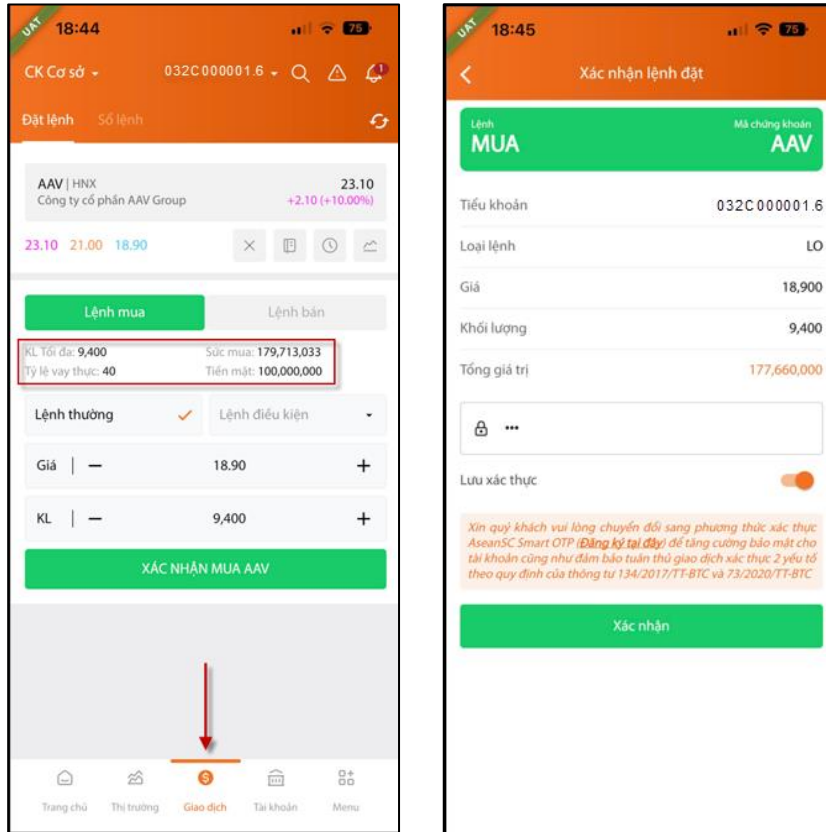 UAT
18:44
75
CK Cơ sở
032C000001.6
1
Đặt lệnh
Sổ lệnh
AAV | HNX
23.10
Công ty cổ phần AAV Group
+2.10 (+10.00%)
23.10 21.00 18.90
Lệnh mua
Lệnh bán
KL Tối đa: 9,400
Sức mua: 179,713,033
Tỷ lệ vay thực: 40
Tiền mặt: 100,000,000
Lệnh thường
Lệnh điều kiện
Giá | − 18.90 +
KL | − 9,400 +
XÁC NHẬN MUA AAV
Trang chủ
Thị trường
Giao dịch
Tài khoản
Menu
UAT
18:45
75
Xác nhận lệnh đặt
Lệnh
Mã chứng khoán
MUA
AAV
Tiểu khoản
032C000001.6
Loại lệnh
LO
Giá
18,900
Khối lượng
9,400
Tổng giá trị
177,660,000
•••
Lưu xác thực
Xin quý khách vui lòng chuyển đổi sang phương thức xác thực
AseanSC Smart OTP (Đăng ký tại đây) để tăng cường bảo mật cho
tài khoản cũng như đảm bảo tuân thủ giao dịch xác thực 2 yếu tố
theo quy định của thông tư 134/2017/TT-BTC và 73/2020/TT-BTC
Xác nhận